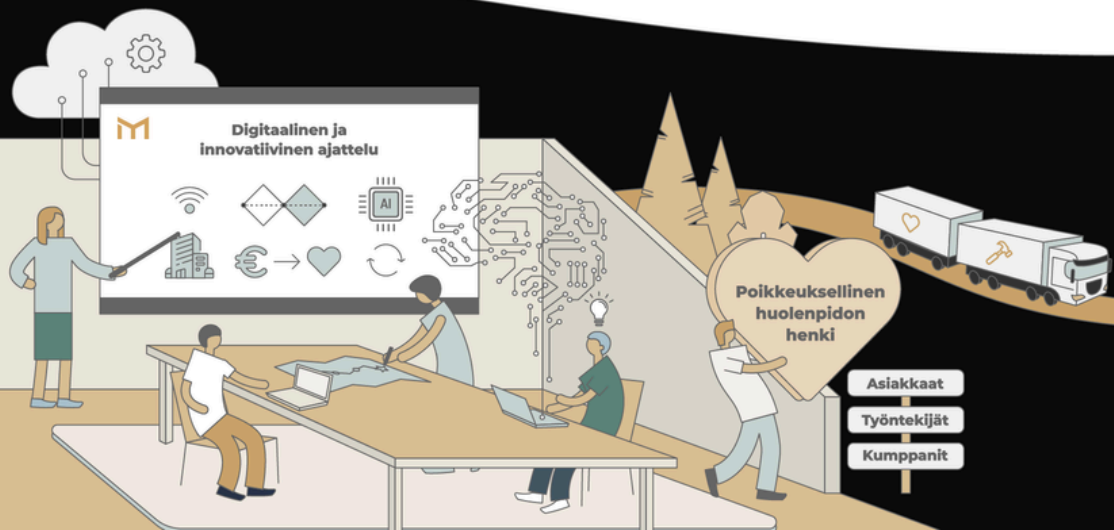 Digitaalinen ja
innovatiivinen ajattelu
AI
Poikkeuksellinen
huolenpidon
henki
Asiakkaat
Työntekijät
Kumppanit